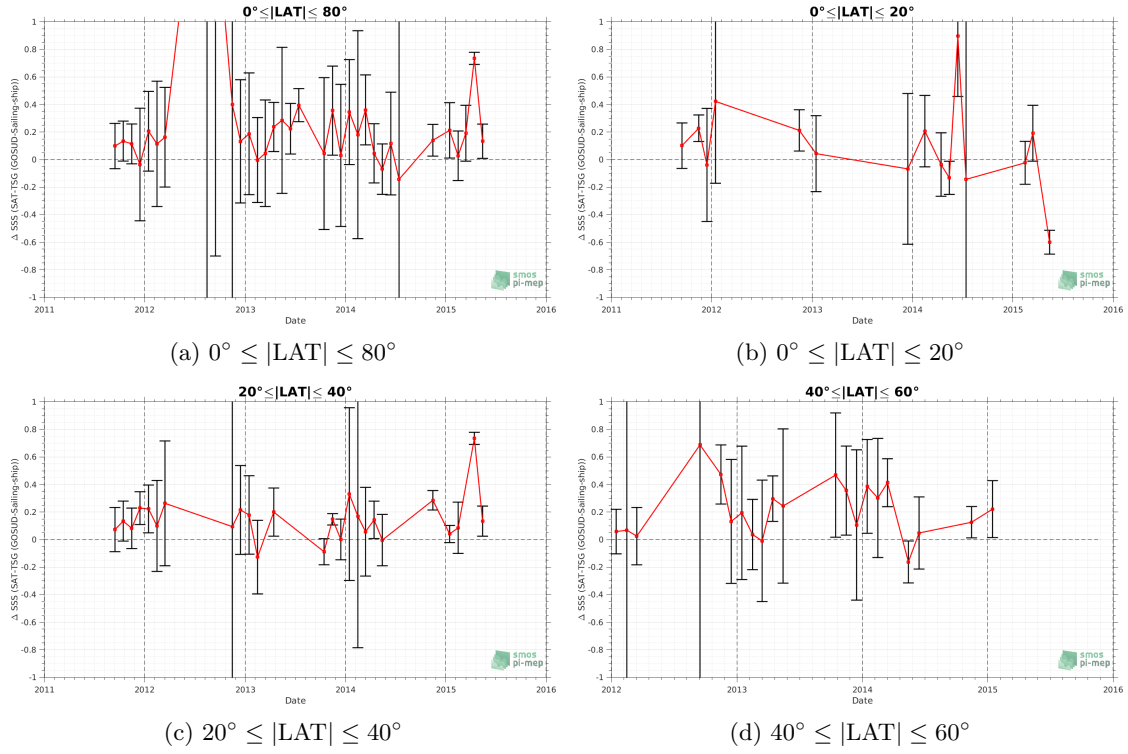 0°≤|LAT|≤ 80°
Δ SSS (SAT-TSG (GOSUD-Sailing-ship))
1
0.8
0.6
0.4
0.2
0
-0.2
-0.4
-0.6
-0.8
-1
2011 2012 2013 2014 2015 2016
Date
smos
pi-mep
(a) 0° ≤ |LAT| ≤ 80°
0°≤|LAT|≤ 20°
Δ SSS (SAT-TSG (GOSUD-Sailing-ship))
1
0.8
0.6
0.4
0.2
0
-0.2
-0.4
-0.6
-0.8
-1
2011 2012 2013 2014 2015 2016
Date
smos
pi-mep
(b) 0° ≤ |LAT| ≤ 20°
20°≤|LAT|≤ 40°
Δ SSS (SAT-TSG (GOSUD-Sailing-ship))
1
0.8
0.6
0.4
0.2
0
-0.2
-0.4
-0.6
-0.8
-1
2011 2012 2013 2014 2015 2016
Date
smos
pi-mep
(c) 20° ≤ |LAT| ≤ 40°
40°≤|LAT|≤ 60°
Δ SSS (SAT-TSG (GOSUD-Sailing-ship))
1
0.8
0.6
0.4
0.2
0
-0.2
-0.4
-0.6
-0.8
-1
2012 2013 2014 2015 2016
Date
smos
pi-mep
(d) 40° ≤ |LAT| ≤ 60°